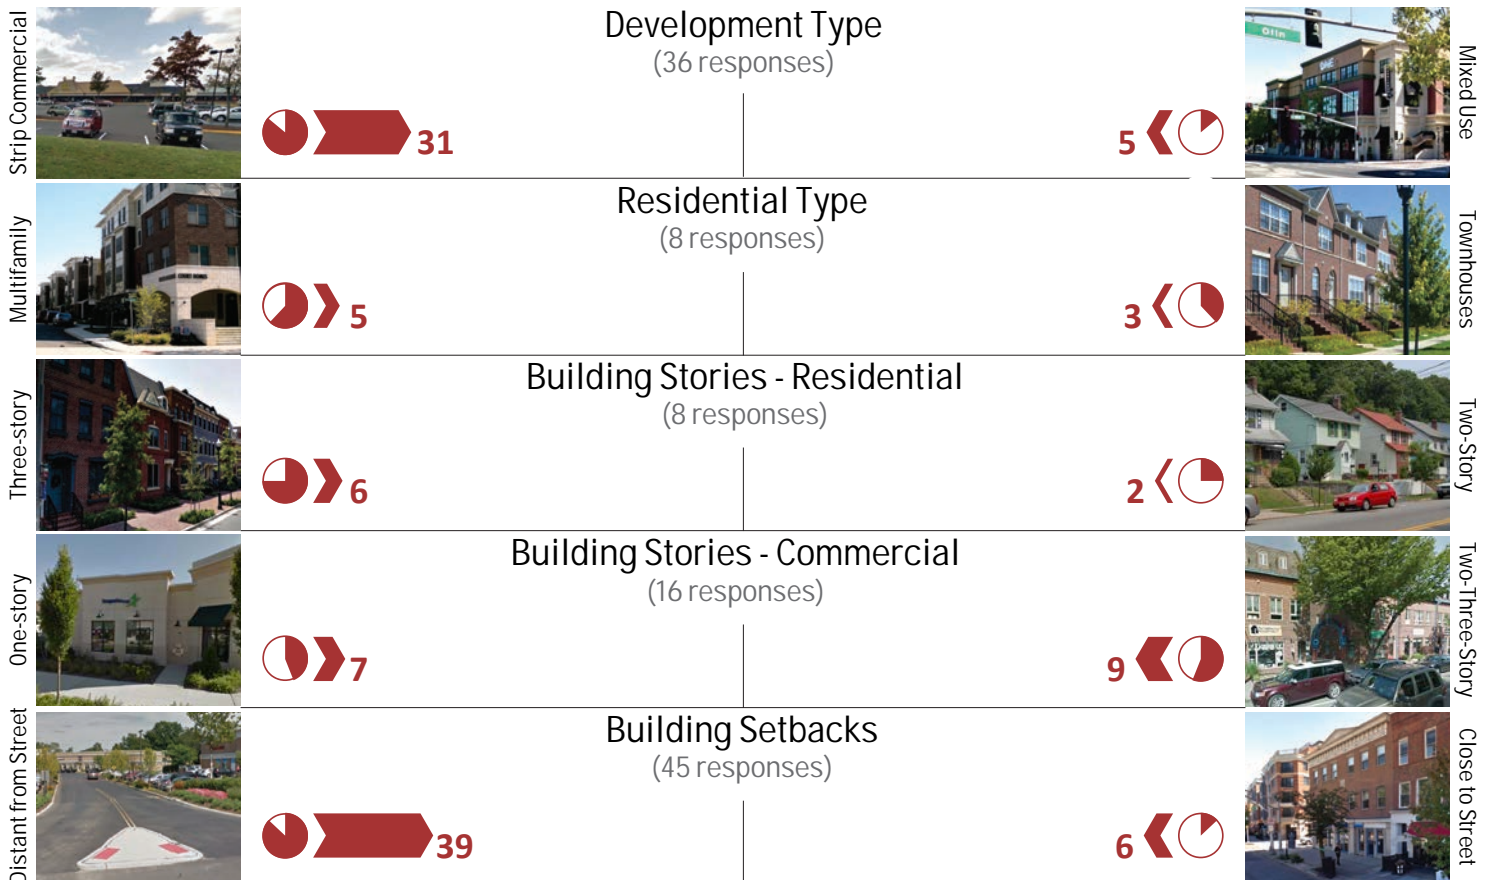 Development Type
(36 responses)
Strip Commercial
31
5
Mixed Use
Olin
Residential Type
(8 responses)
Multifamily
5
3
Townhouses
Building Stories - Residential
(8 responses)
Three-story
6
2
Two-Story
Building Stories - Commercial
(16 responses)
One-story
7
9
Two-Three-Story
Building Setbacks
(45 responses)
Distant from Street
39
6
Close to Street